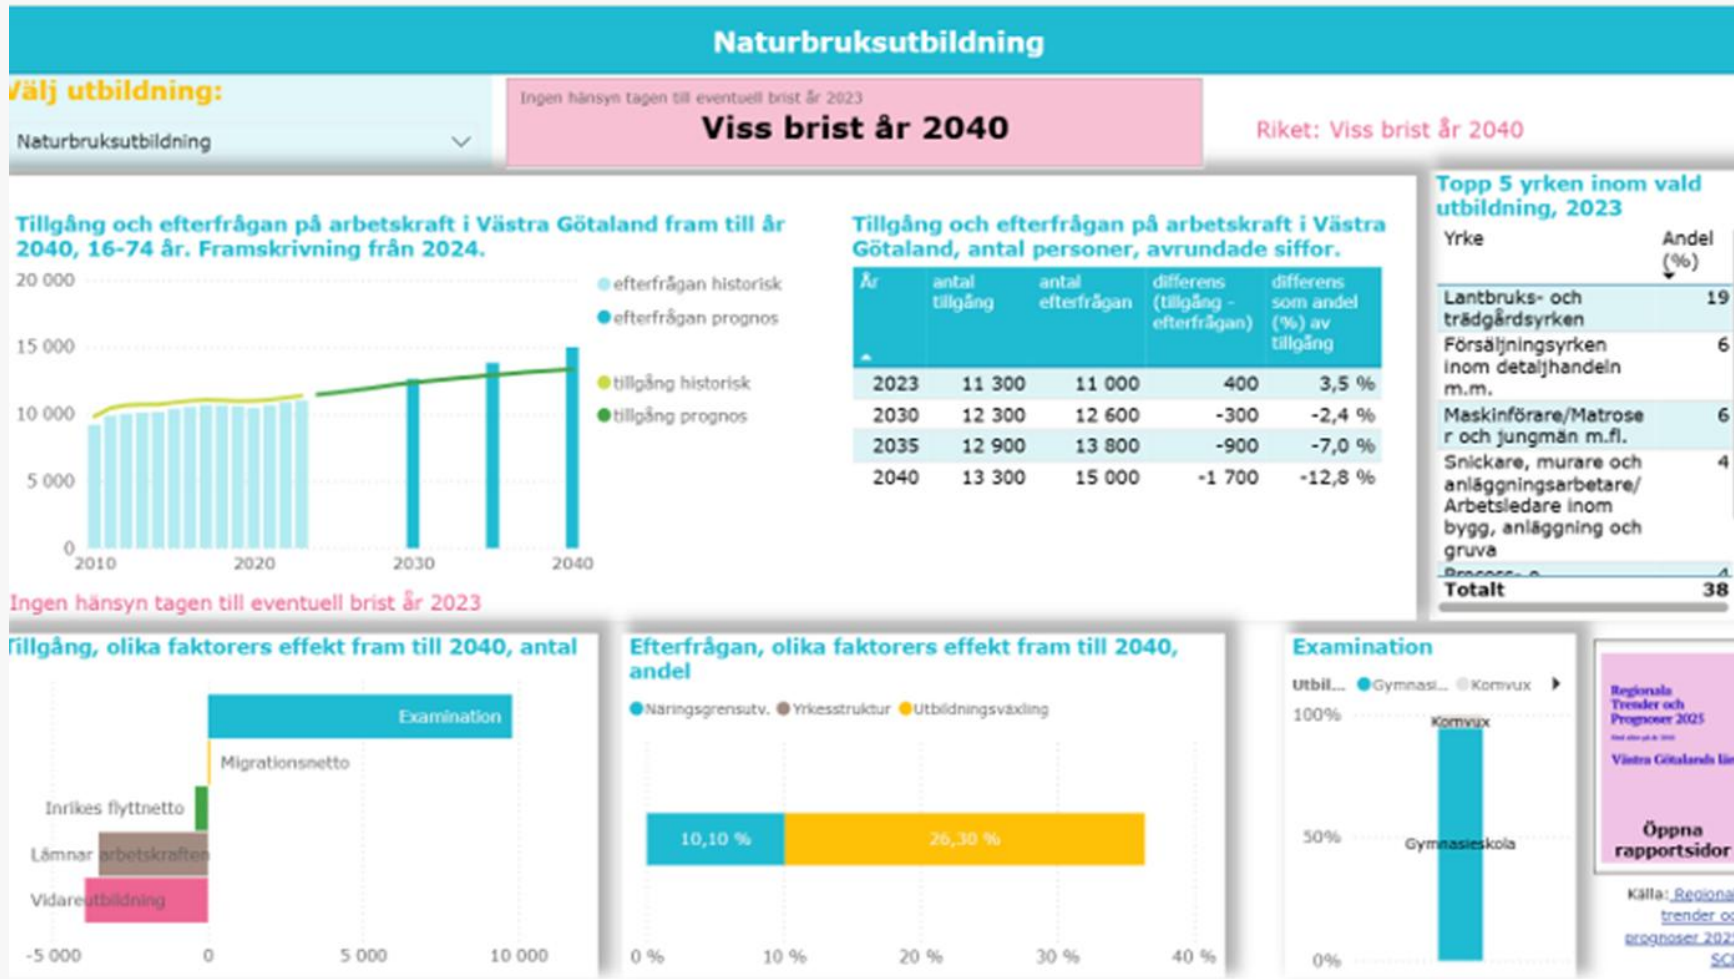 Naturbruksutbildning
Välj utbildning:
Naturbruksutbildning
Ingen hänsyn tagen till eventuell brist år 2023
Viss brist år 2040
Riket: Viss brist år 2040
Tillgång och efterfrågan på arbetskraft i Västra Götaland fram till år
2040, 16-74 år. Framskrivning från 2024.
20 000
15 000
10 000
5 000
0
2010
2020
2030
2040
efterfrågan historisk
efterfrågan prognos
tillgång historisk
tillgång prognos
Ingen hänsyn tagen till eventuell brist år 2023
Tillgång och efterfrågan på arbetskraft i Västra
Götaland, antal personer, avrundade siffor.
År
antal
tillgång
antal
efterfrågan
differens
(tillgång -
efterfrågan)
differens
som andel
(%) av
tillgång
2023 11 300 11 000 400 3,5 %
2030 12 300 12 600 -300 -2,4 %
2035 12 900 13 800 -900 -7,0 %
2040 13 300 15 000 -1 700 -12,8 %
Topp 5 yrken inom vald
utbildning, 2023
Yrke Andel
(%)
Lantbruks- och 19
trädgårdsyrken
Försäljningsyrken 6
inom detaljhandeln
m.m.
Maskinförare/Matrose 6
r och jungmän m.fl.
Snickare, murare och 4
anläggningsarbetare/
Arbetsledare inom
bygg, anläggning och
gruva
Totalt 38
Tillgång, olika faktorers effekt fram till 2040, antal
Examination
Migrationsnetto
Inrikes flyttnetto
Lämnar arbetskraften
Vidareutbildning
-5 000
0
5 000
10 000
Efterfrågan, olika faktorers effekt fram till 2040,
andel
Näringsgrensutv. Yrkesstruktur Utbildningsväxling
10,10 %
26,30 %
0 %
10 %
20 %
30 %
40 %
Examination
Utbil... Gymnasi... Komvux
100%
50%
0%
Komvux
Gymnasieskola
Regionala
Trender och
Prognoser 2025
Västra Götalands län
Öppna
rapportsidor
Källa: Regional
trender oc
prognoser 2025
SC